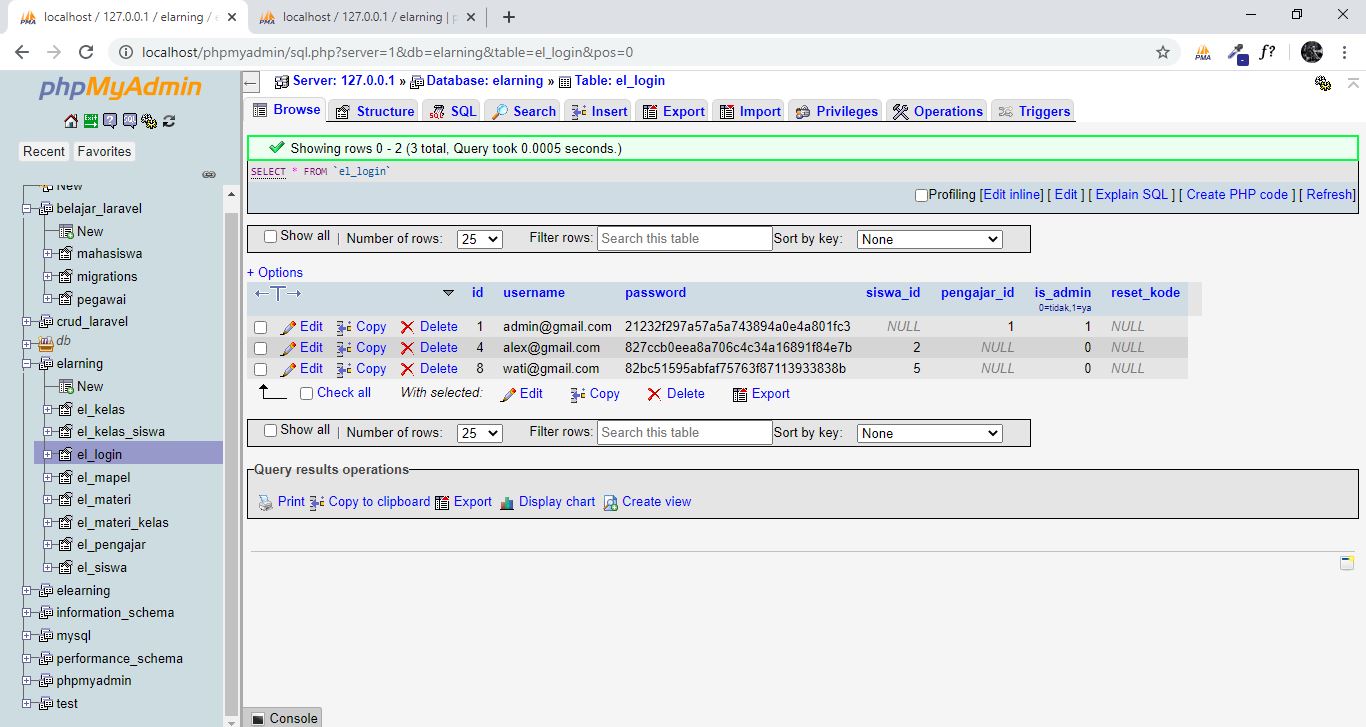 localhost / 127.0.0.1 / elarning / e
localhost / 127.0.0.1 / elarning | p
localhost/phpmyadmin/sql.php?server=1&db=elarning&table=el_login&pos=0
PMA
f?
phpMyAdmin
Recent Favorites
New
belajar_laravel
New
mahasiswa
migrations
pegawai
crud_laravel
db
elarning
New
el_kelas
el_kelas_siswa
el_login
el_mapel
el_materi
el_materi_kelas
el_pengajar
el_siswa
elearning
information_schema
mysql
performance_schema
phpmyadmin
test
Server: 127.0.0.1 » Database: elarning » Table: el_login
Browse Structure SQL Search Insert Export Import Privileges Operations Triggers
Showing rows 0 - 2 (3 total, Query took 0.0005 seconds.)
SELECT * FROM `el_login`
Profiling [Edit inline] [ Edit ] [ Explain SQL ] [ Create PHP code ] [ Refresh]
Show all | Number of rows: 25 Filter rows: Search this table Sort by key: None
+ Options
←T→ id username password siswa_id pengajar_id is_admin reset_kode
0=tidak,1=ya
Edit Copy Delete 1 admin@gmail.com 21232f297a57a5a743894a0e4a801fc3 NULL 1 1 NULL
Edit Copy Delete 4 alex@gmail.com 827ccb0eea8a706c4c34a16891f84e7b 2 NULL 0 NULL
Edit Copy Delete 8 wati@gmail.com 82bc51595abfaf75763f87113933838b 5 NULL 0 NULL
Check all With selected: Edit Copy Delete Export
Show all | Number of rows: 25 Filter rows: Search this table Sort by key: None
Query results operations
Print Copy to clipboard Export Display chart Create view
Console